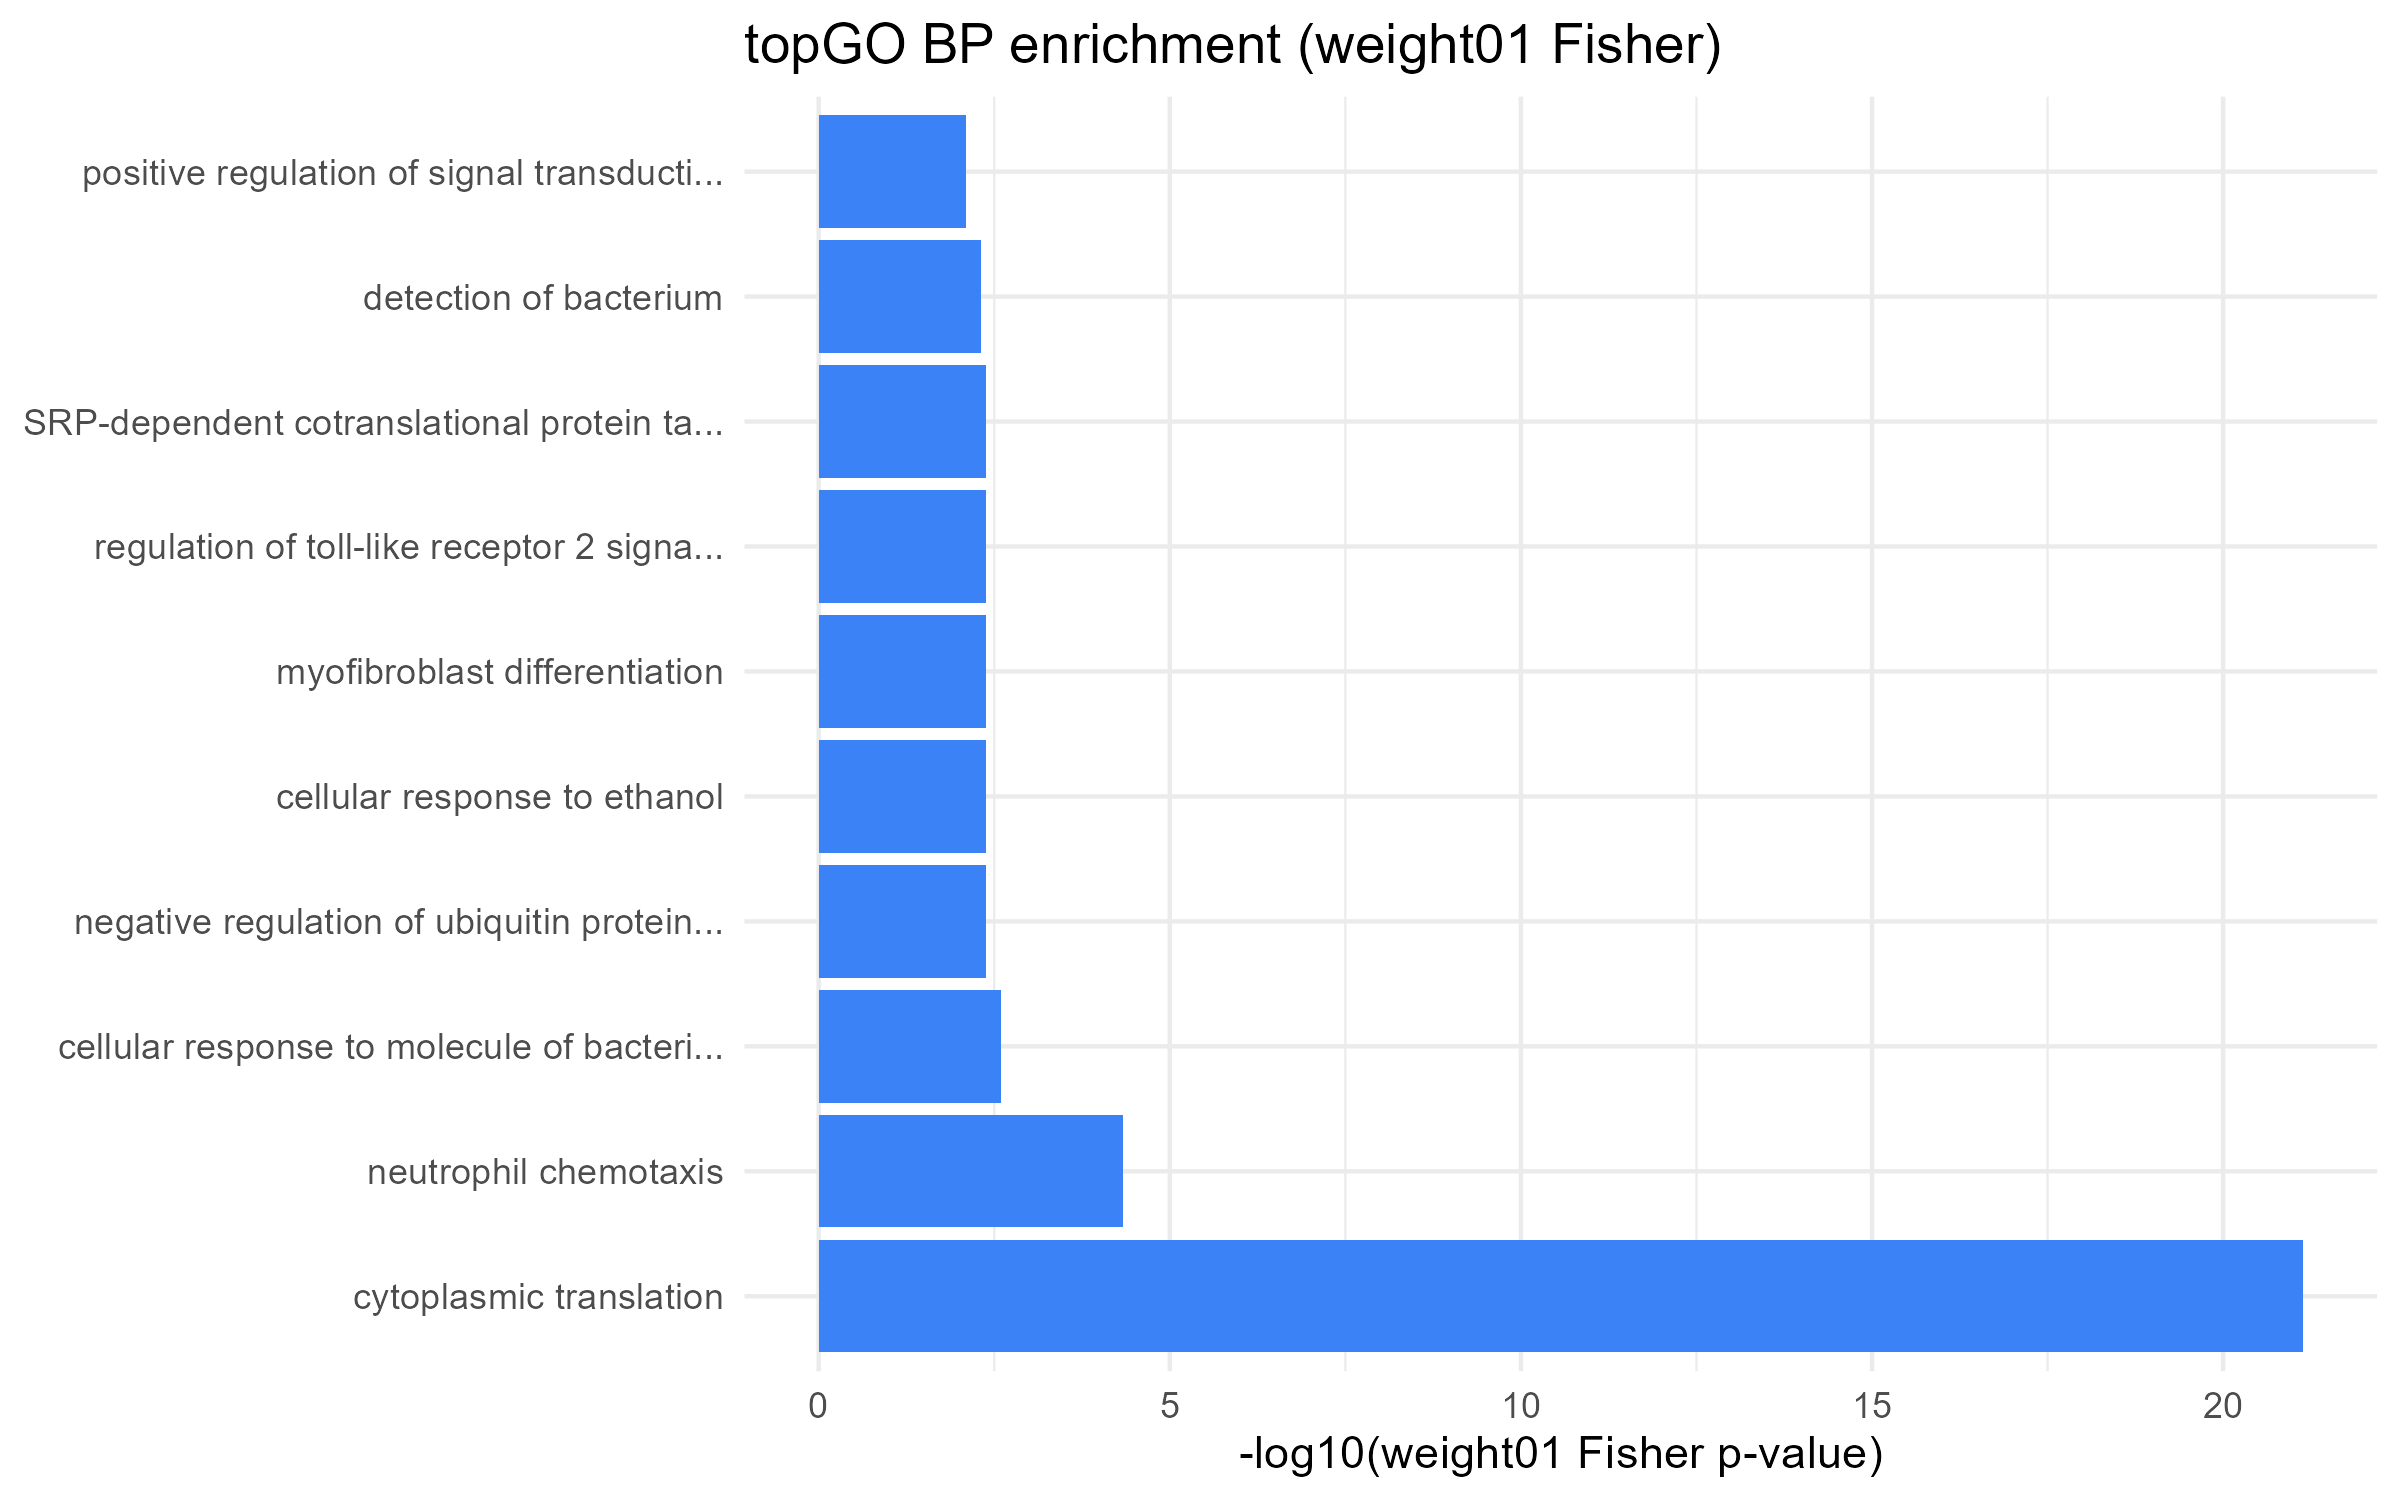 topGO BP enrichment (weight01 Fisher)
positive regulation of signal transducti...
detection of bacterium
SRP-dependent cotranslational protein ta...
regulation of toll-like receptor 2 signa...
myofibroblast differentiation
cellular response to ethanol
negative regulation of ubiquitin protein...
cellular response to molecule of bacteri...
neutrophil chemotaxis
cytoplasmic translation
0 5 10 15 20
-log10(weight01 Fisher p-value)